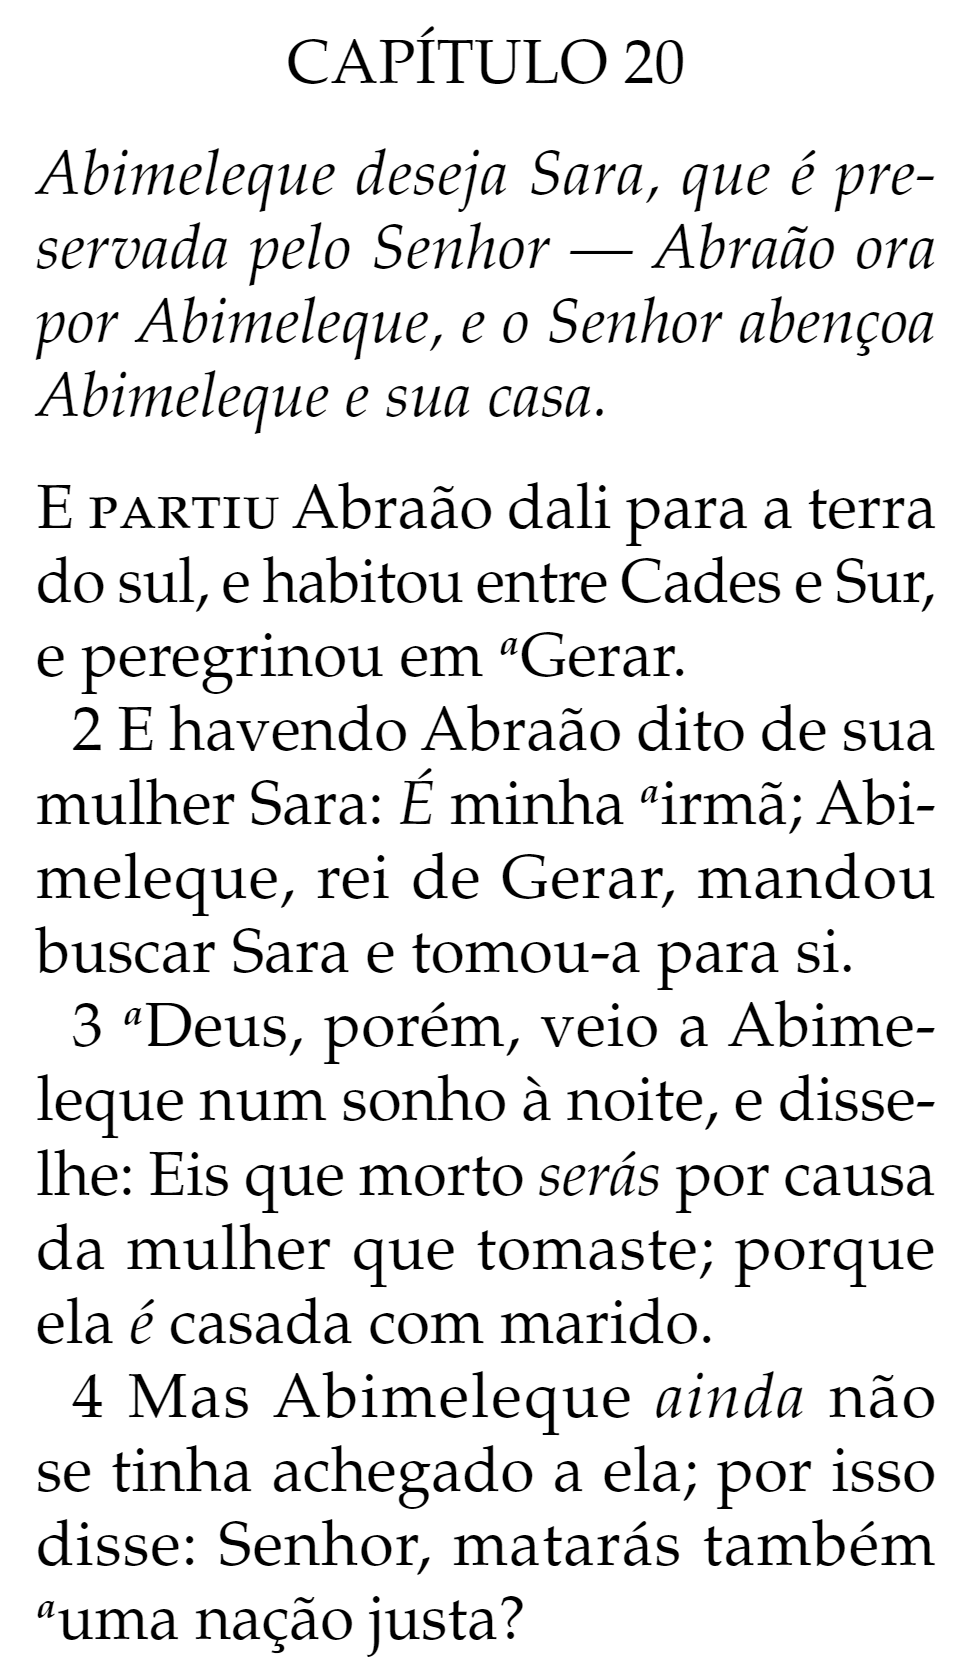 CAPÍTULO 20
Abimeleque deseja Sara, que é pre-
servada pelo Senhor — Abraão ora
por Abimeleque, e o Senhor abençoa
Abimeleque e sua casa.
E PARTIU Abraão dali para a terra
do sul, e habitou entre Cades e Sur,
e peregrinou em ᵃGerar.
2 E havendo Abraão dito de sua
mulher Sara: É minha ᵃirmã; Abi-
meleque, rei de Gerar, mandou
buscar Sara e tomou-a para si.
3 ᵃDeus, porém, veio a Abime-
leque num sonho à noite, e disse-
lhe: Eis que morto serás por causa
da mulher que tomaste; porque
ela é casada com marido.
4 Mas Abimeleque ainda não
se tinha achegado a ela; por isso
disse: Senhor, matarás também
ᵃuma nação justa?